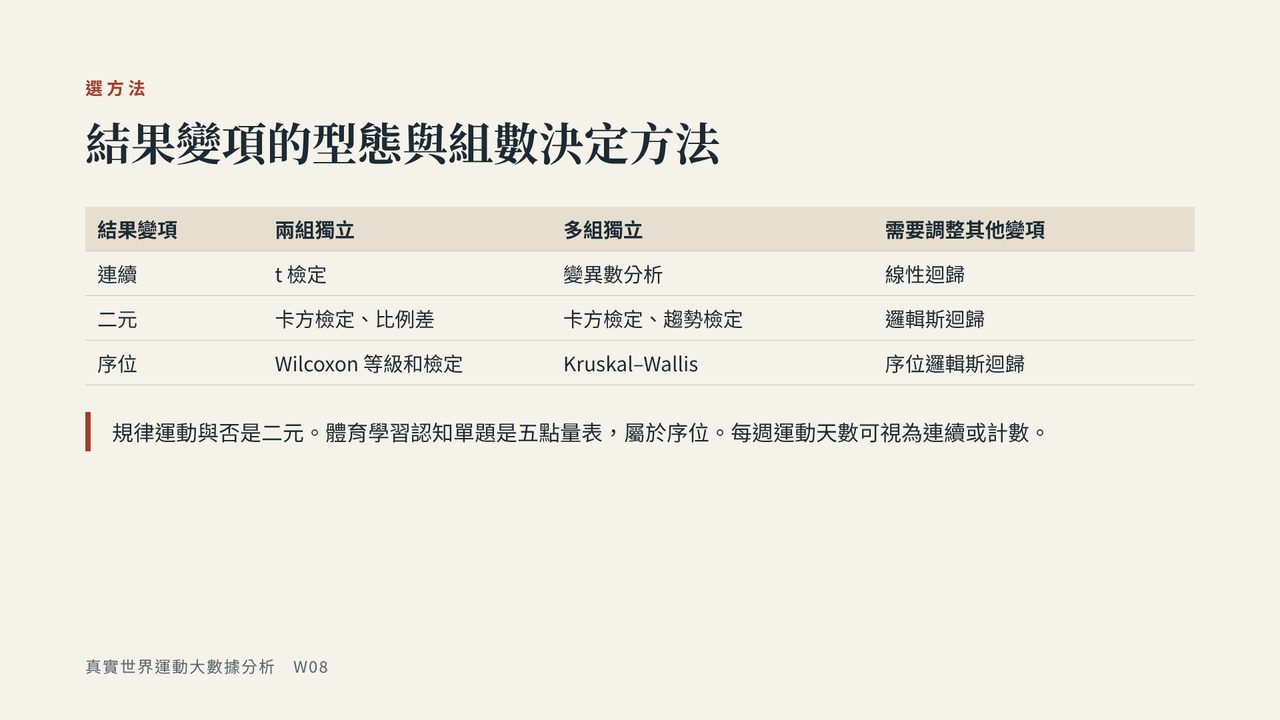 選方法
結果變項的型態與組數決定方法
結果變項 兩組獨立 多組獨立 需要調整其他變項
連續 t 檢定 變異數分析 線性迴歸
二元 卡方檢定、比例差 卡方檢定、趨勢檢定 邏輯斯迴歸
序位 Wilcoxon 等級和檢定 Kruskal–Wallis 序位邏輯斯迴歸
規律運動與否是二元。體育學習認知單題是五點量表，屬於序位。每週運動天數可視為連續或計數。
真實世界運動大數據分析 W08